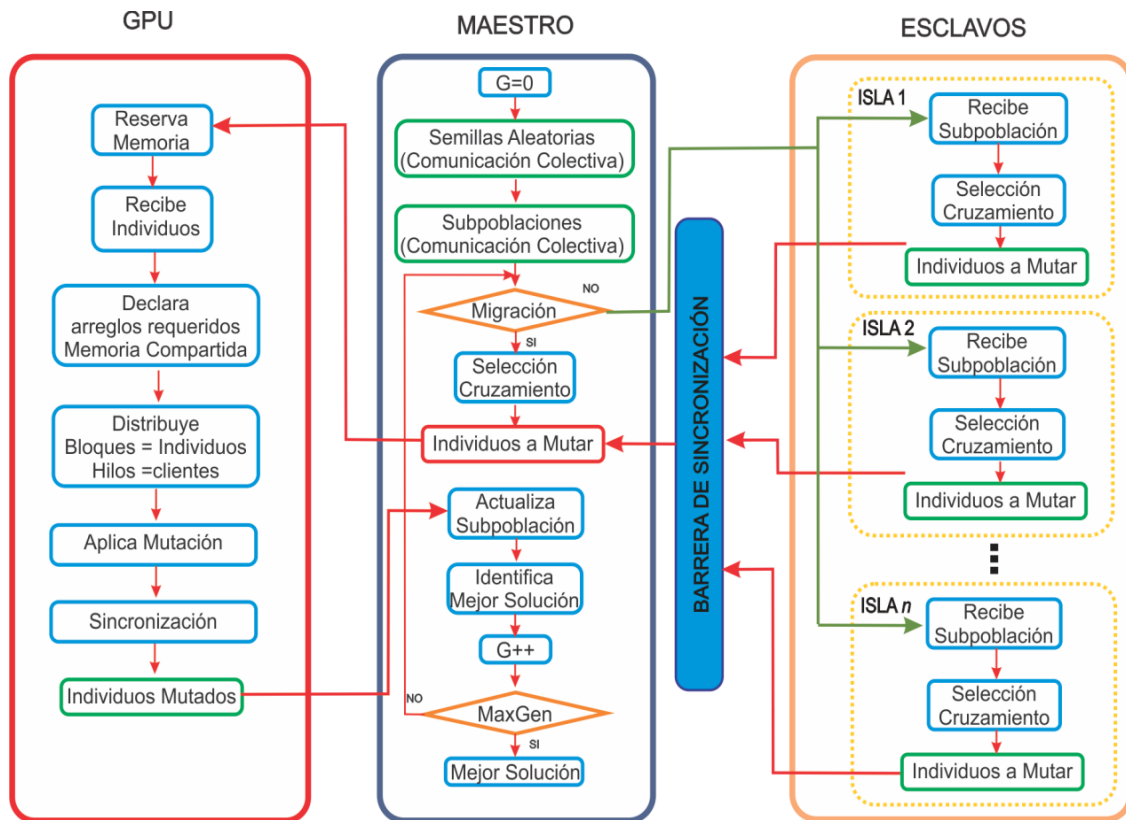 GPU
Reserva
Memoria
Recibe
Individuos
Declara
arreglos requeridos
Memoria Compartida
Distribuye
Bloques = Individuos
Hilos =clientes
Aplica Mutación
Sincronización
Individuos Mutados
MAESTRO
G=0
Semillas Aleatorias
(Comunicación Colectiva)
Subpoblaciones
(Comunicación Colectiva)
Migración
NO
SI
Selección
Cruzamiento
Individuos a Mutar
Actualiza
Subpoblación
Identifica
Mejor Solución
G++
MaxGen
NO
SI
Mejor Solución
BARRERA DE SINCRONIZACIÓN
ESCLAVOS
ISLA 1
Recibe
Subpoblación
Selección
Cruzamiento
Individuos a Mutar
ISLA 2
Recibe
Subpoblación
Selección
Cruzamiento
Individuos a Mutar
ISLA n
Recibe
Subpoblación
Selección
Cruzamiento
Individuos a Mutar